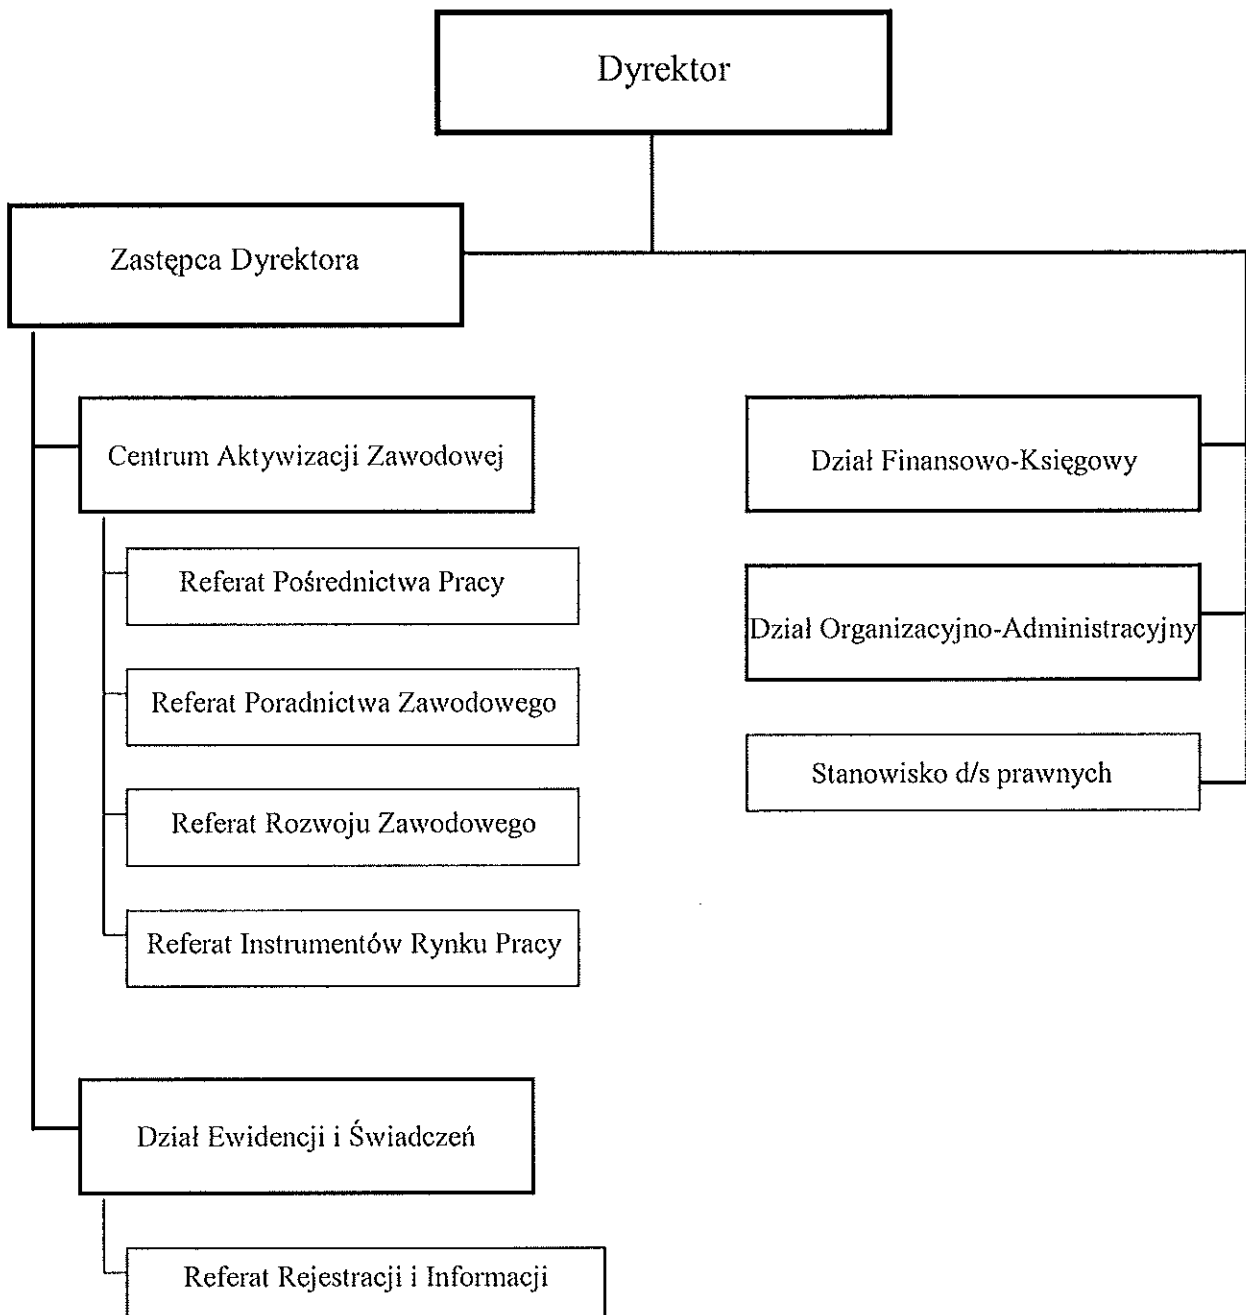 Dyrektor
Zastępca Dyrektora
Centrum Aktywizacji Zawodowej
Referat Pośrednictwa Pracy
Referat Poradnictwa Zawodowego
Referat Rozwoju Zawodowego
Referat Instrumentów Rynku Pracy
Dział Ewidencji i Świadczeń
Referat Rejestracji i Informacji
Dział Finansowo-Księgowy
Dział Organizacyjno-Administracyjny
Stanowisko d/s prawnych